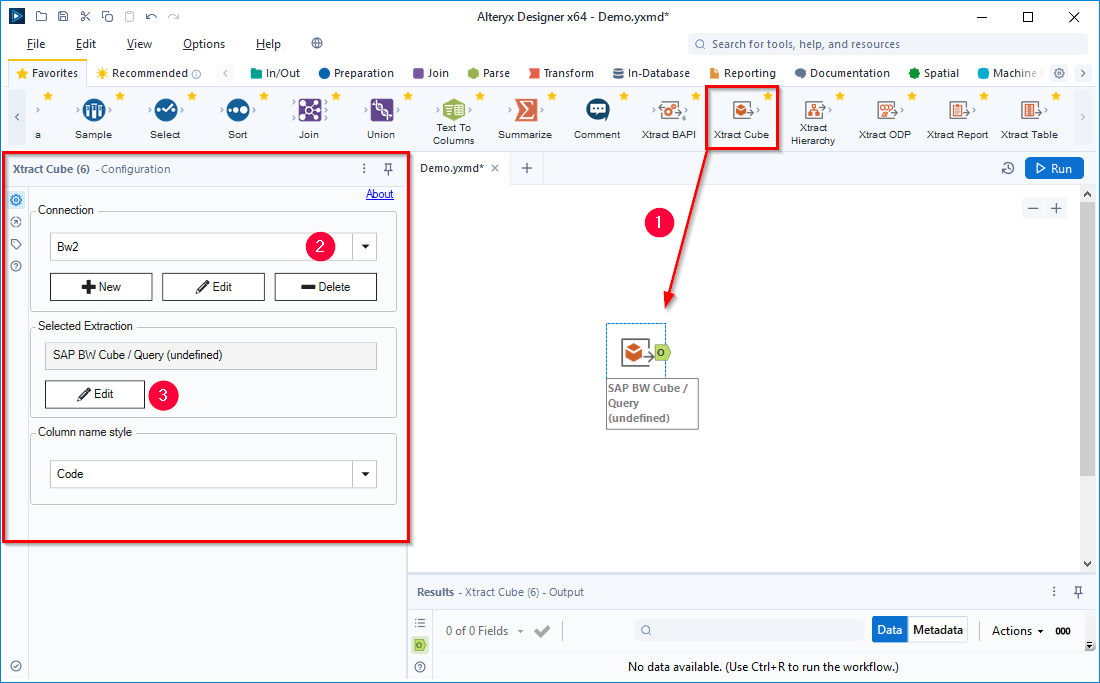 Alteryx Designer x64 - Demo.yxmd*
File Edit View Options Help
Search for tools, help, and resources
Favorites Recommended In/Out Preparation Join Parse Transform In-Database Reporting Documentation Spatial Machine
a Sample Select Sort Join Union Text To Columns Summarize Comment Xtract BAPI Xtract Cube Xtract Hierarchy Xtract ODP Xtract Report Xtract Table
Xtract Cube (6) - Configuration
About
Connection
Bw2
2
New Edit Delete
Selected Extraction
SAP BW Cube / Query (undefined)
Edit
3
Column name style
Code
Demo.yxmd*
Run
1
O
SAP BW Cube /
Query
(undefined)
Results - Xtract Cube (6) - Output
0 of 0 Fields
Data Metadata
Actions
000
O
No data available. (Use Ctrl+R to run the workflow.)